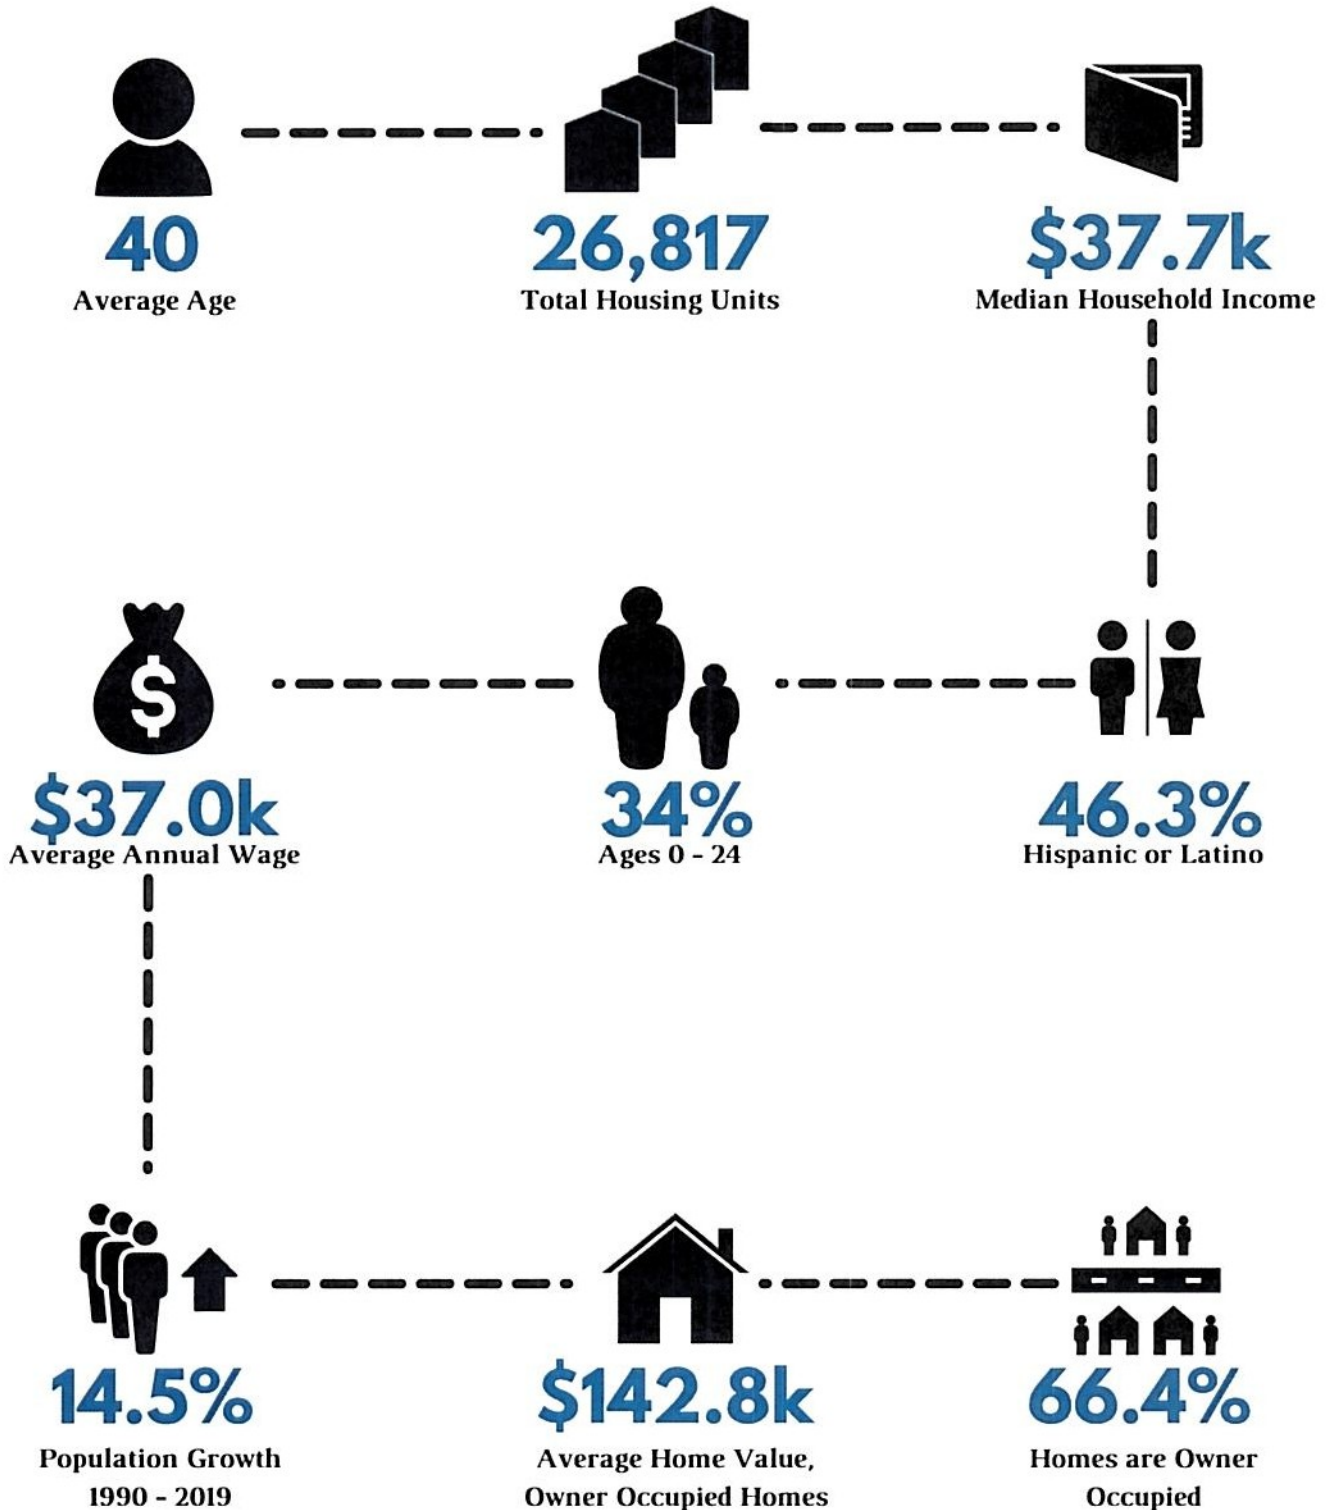 40
Average Age
26,817
Total Housing Units
$37.7k
Median Household Income
$
$37.0k
Average Annual Wage
34%
Ages 0 - 24
46.3%
Hispanic or Latino
14.5%
Population Growth
1990 - 2019
$142.8k
Average Home Value,
Owner Occupied Homes
66.4%
Homes are Owner
Occupied